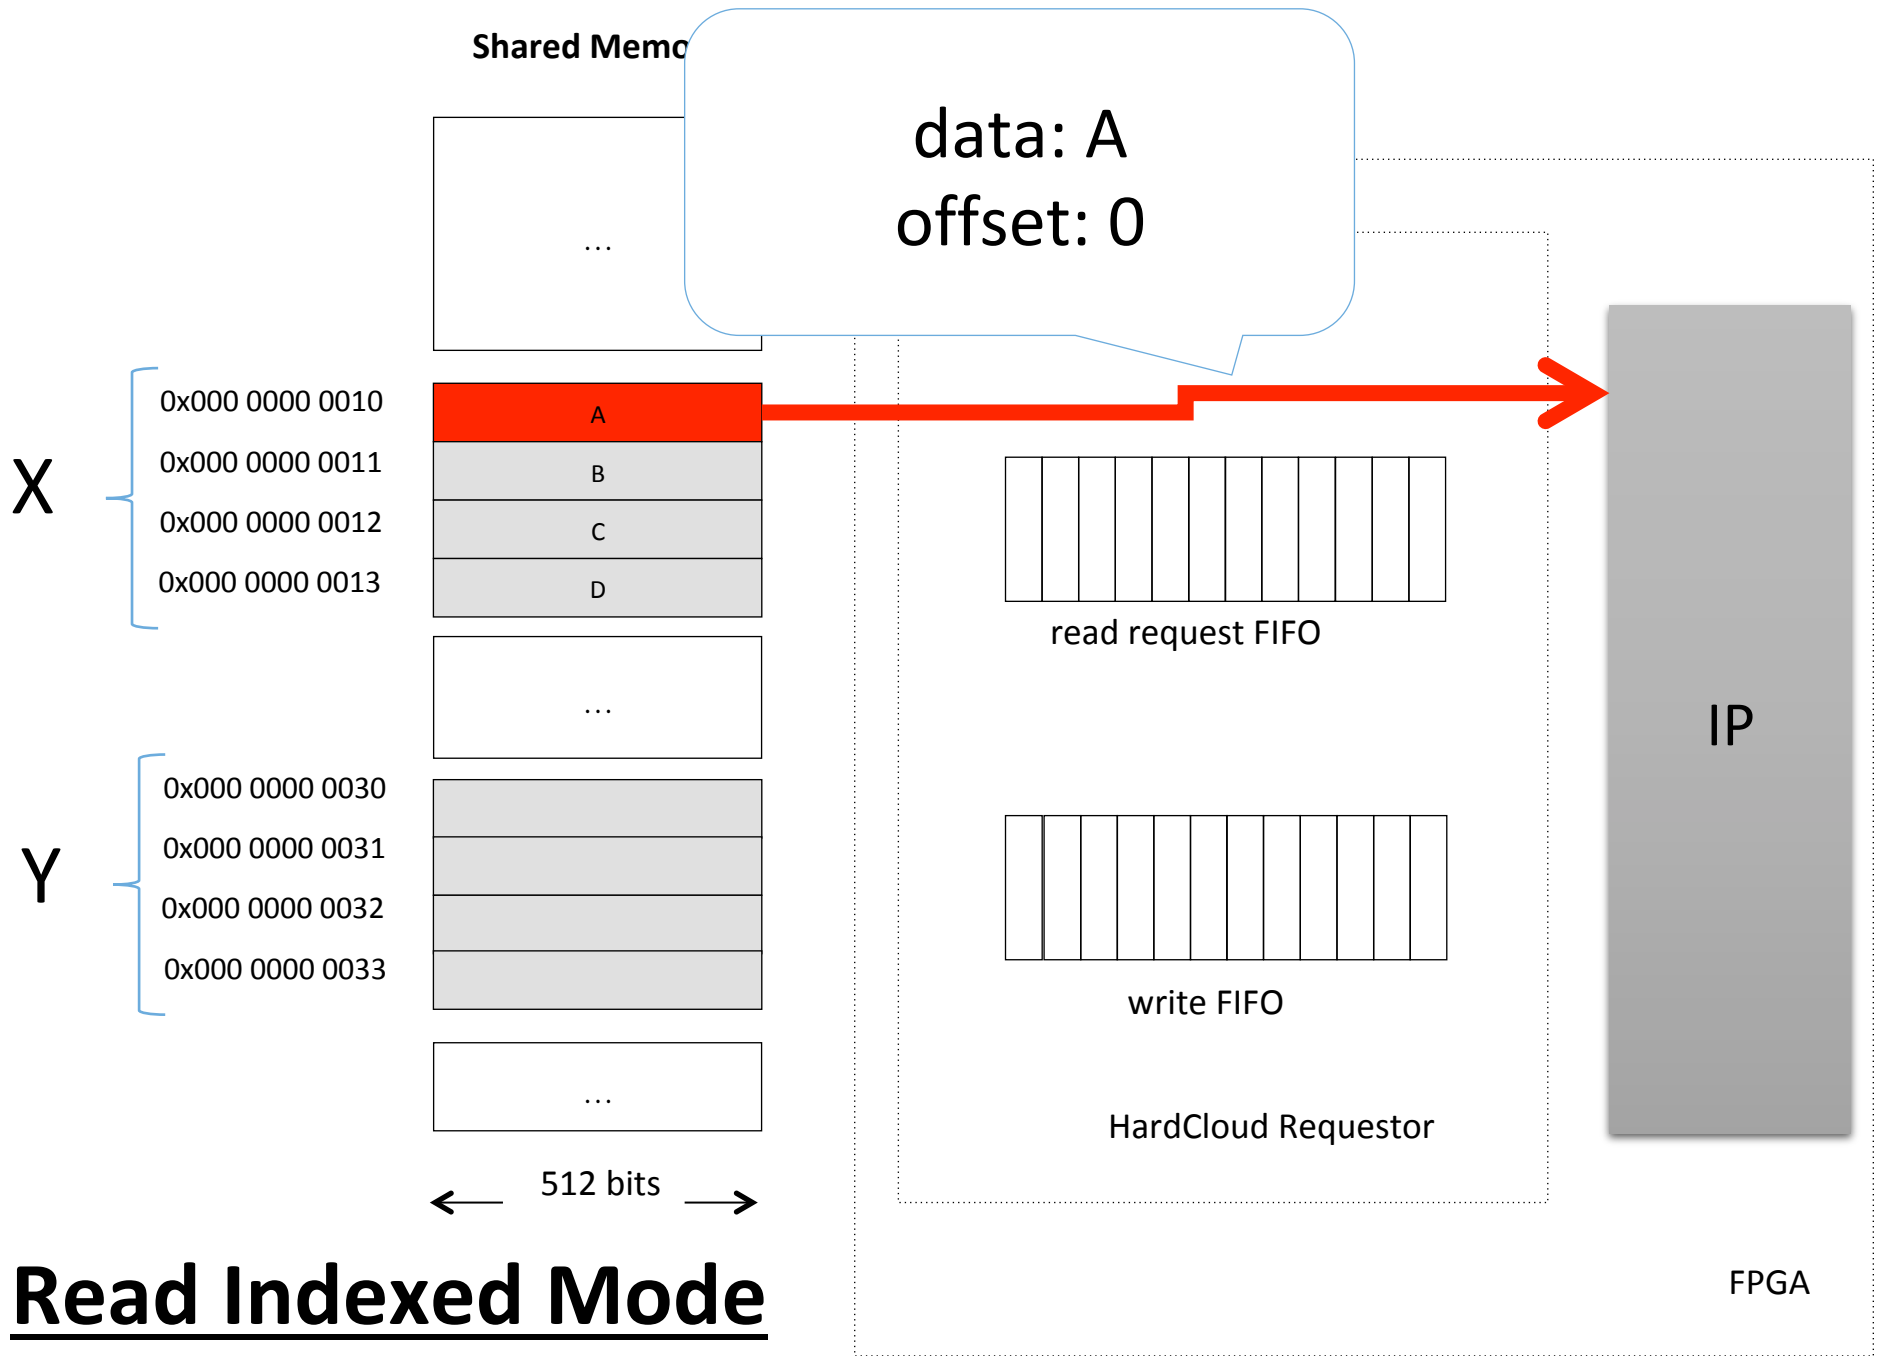 Shared Memo
data: A
offset: 0
...
X
0x000 0000 0010
A
0x000 0000 0011
B
0x000 0000 0012
C
0x000 0000 0013
D
read request FIFO
...
IP
Y
0x000 0000 0030
0x000 0000 0031
0x000 0000 0032
0x000 0000 0033
write FIFO
...
HardCloud Requestor
512 bits
Read Indexed Mode
FPGA